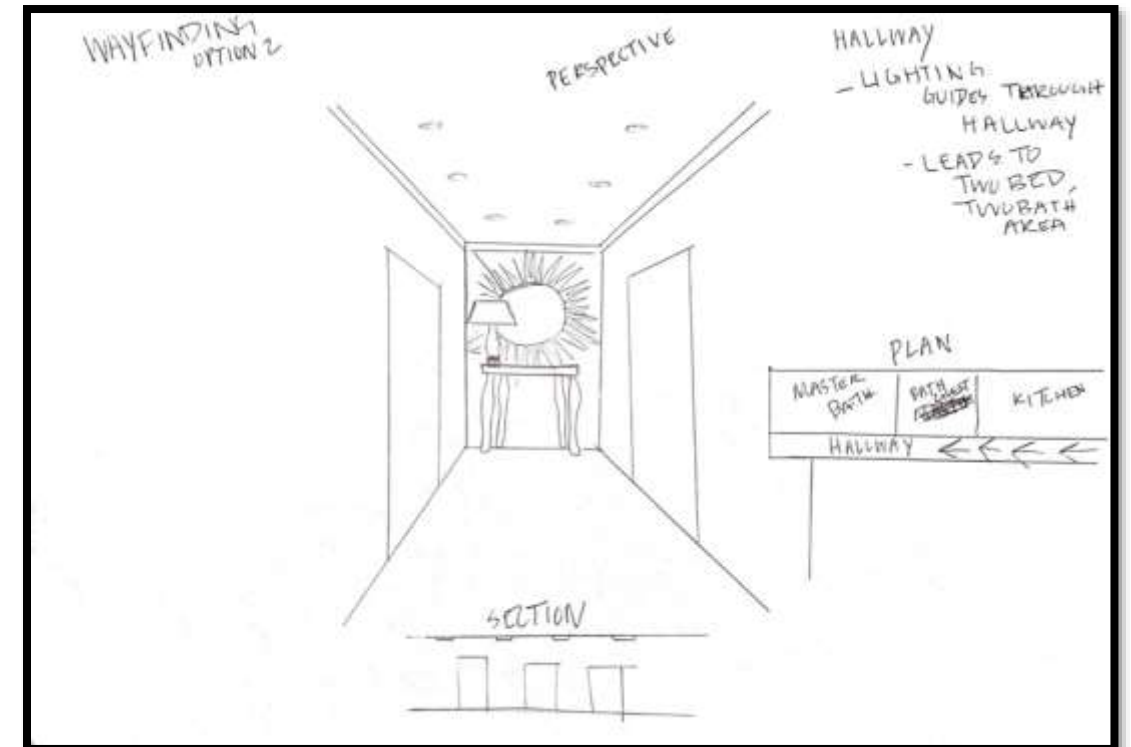 WAYFINDING
OPTION 2
PERSPECTIVE
HALLWAY
- LIGHTING
GUIDES THROUGH
HALLWAY
- LEADS TO
TWO BED,
TWO BATH
AREA
PLAN
MASTER
BATH
BATH
GUEST
KITCHEN
HALLWAY
SECTION